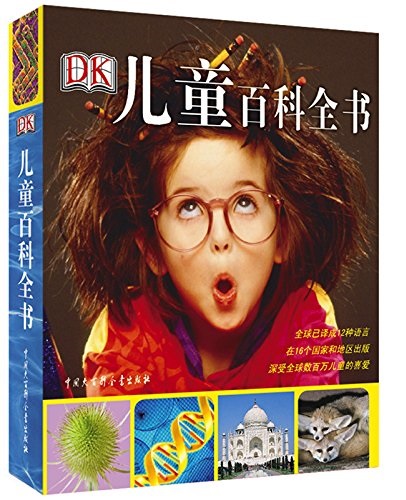 DK
儿童百科全书
全球已译成12种语言
在16个国家和地区出版
深受全球数百万儿童的喜爱
DK
儿童百科全书
中国大百科全书出版社